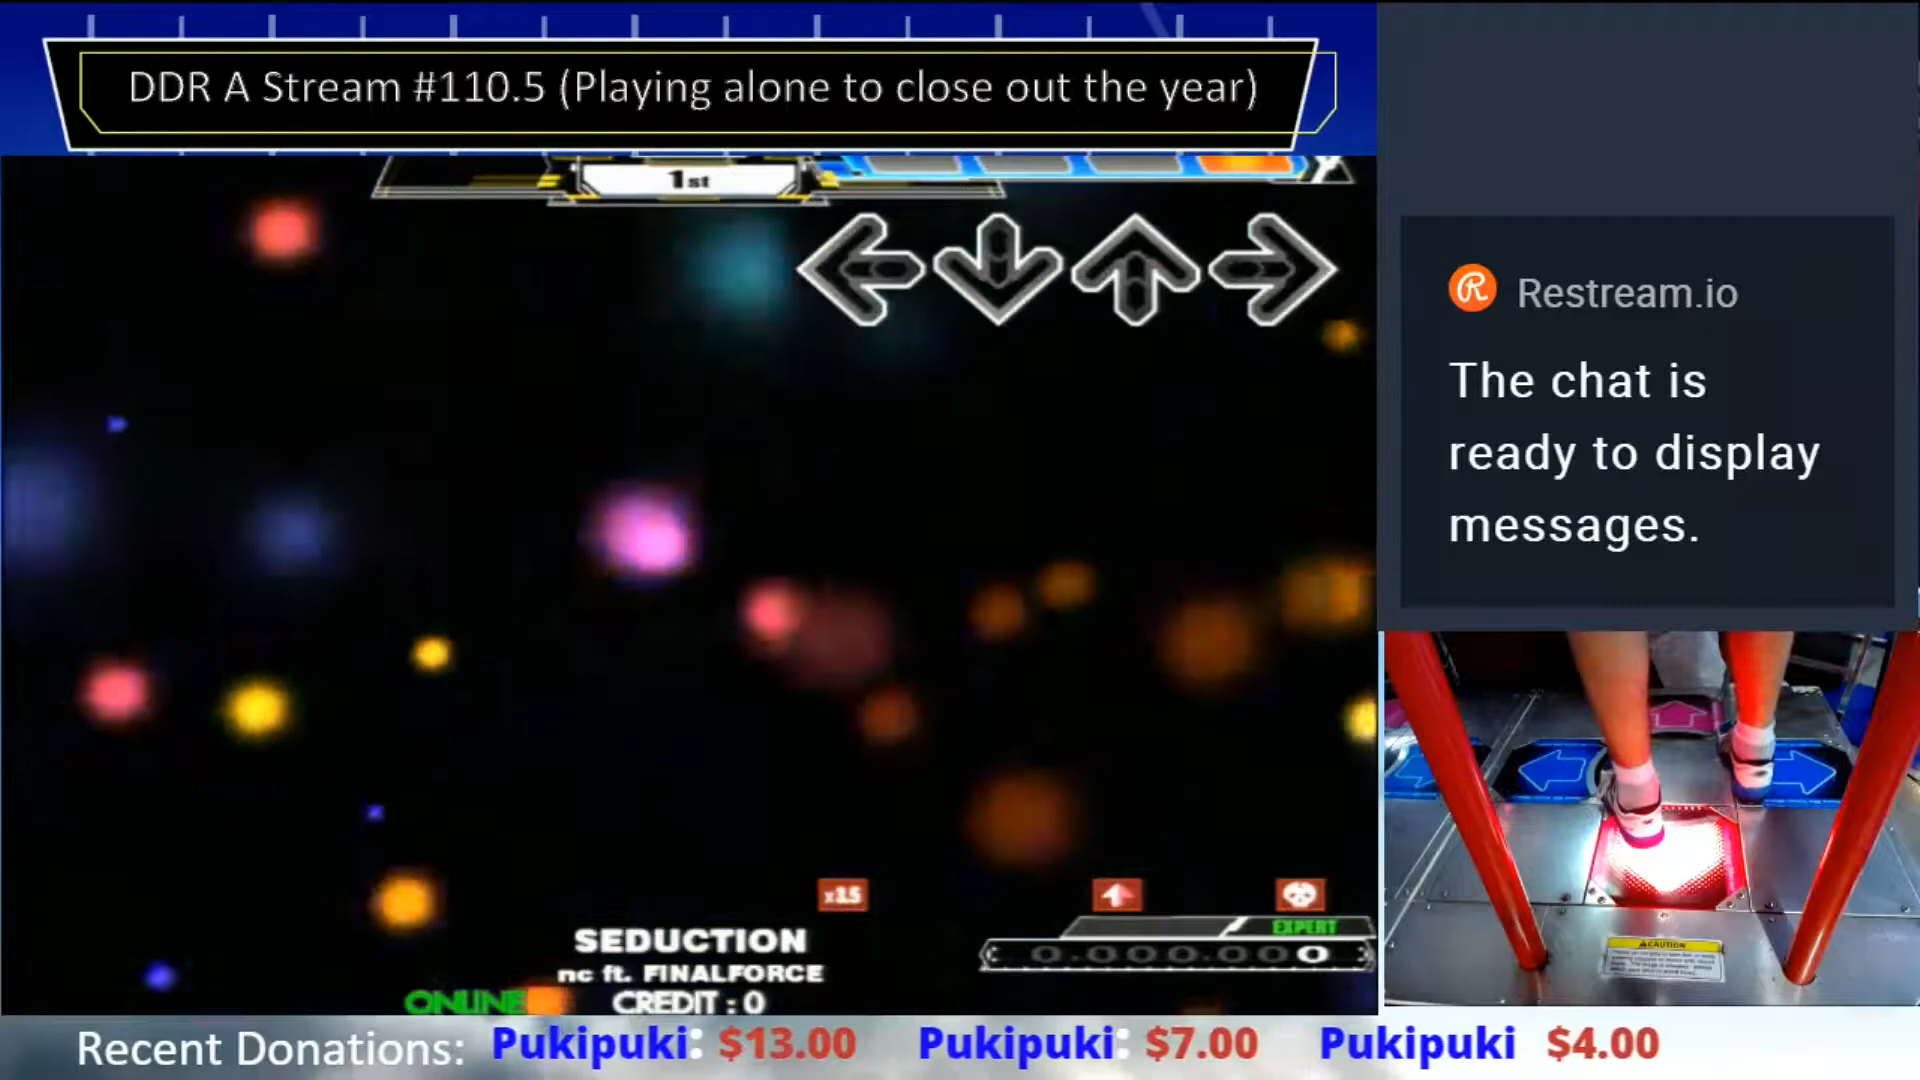 DDR A Stream #110.5 (Playing alone to close out the year)
1st
Restream.io
The chat is
ready to display
messages.
x1.5
EXPERT
0.000.000
SEDUCTION
nc ft. FINALFORCE
ONLINE
CREDIT : 0
CAUTION
Recent Donations: Pukipuki: $13.00 Pukipuki: $7.00 Pukipuki $4.00